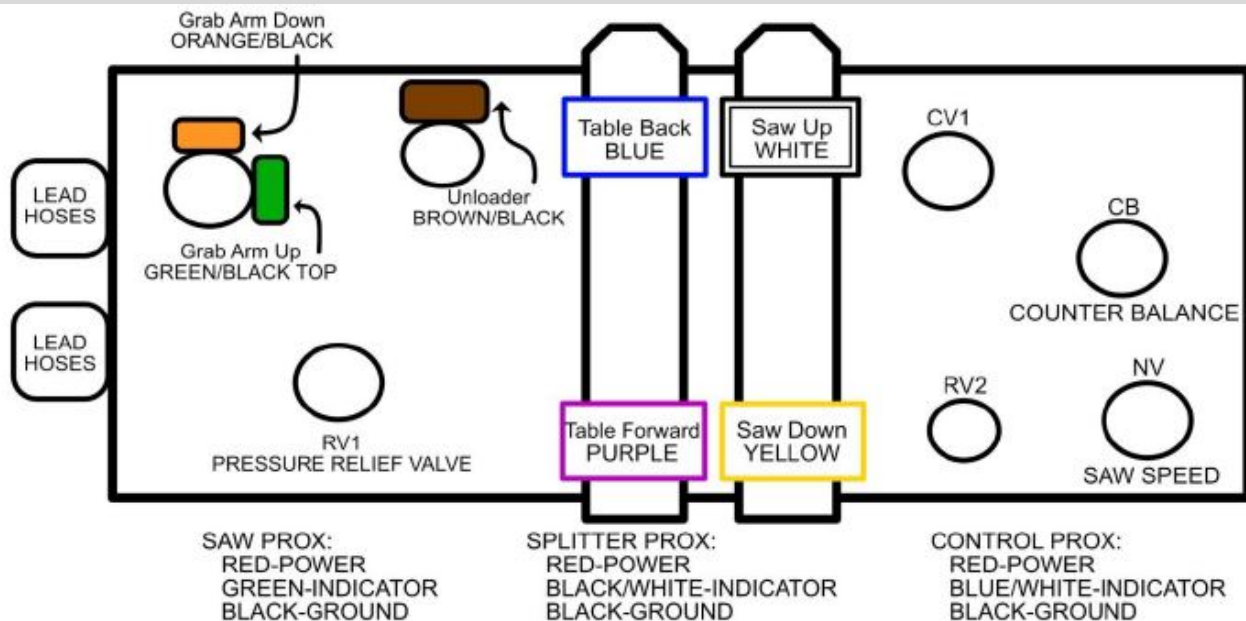 Grab Arm Down
ORANGE/BLACK
Table Back
BLUE
Saw Up
WHITE
CV1
LEAD
HOSES
Unloader
BROWN/BLACK
CB
COUNTER BALANCE
Grab Arm Up
GREEN/BLACK TOP
LEAD
HOSES
RV1
PRESSURE RELIEF VALVE
Table Forward
PURPLE
Saw Down
YELLOW
RV2
NV
SAW SPEED
SAW PROX:
RED-POWER
GREEN-INDICATOR
BLACK-GROUND
SPLITTER PROX:
RED-POWER
BLACK/WHITE-INDICATOR
BLACK-GROUND
CONTROL PROX:
RED-POWER
BLUE/WHITE-INDICATOR
BLACK-GROUND